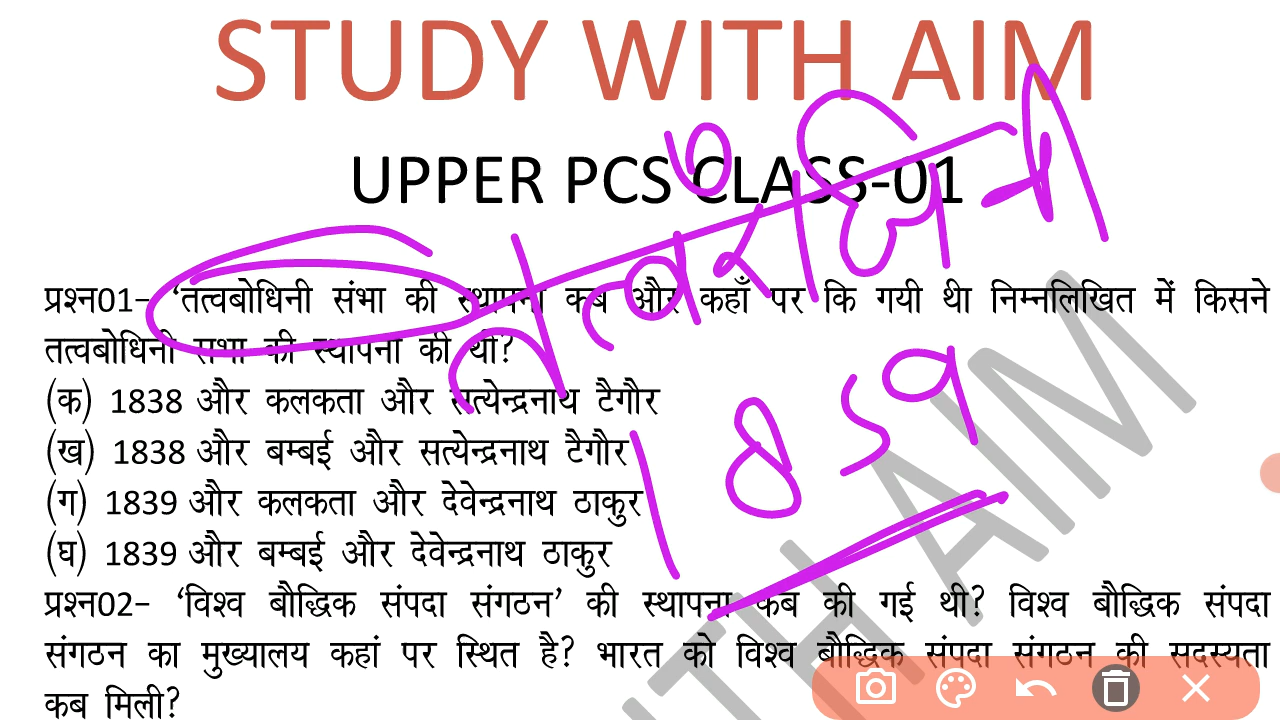 STUDY WITH AIM
UPPER PCS CLASS-01
प्रश्न01- 'तत्वबोधिनी संभा की स्थापना कब और कहाँ पर कि गयी था निम्नलिखित में किसने
तत्वबोधिनी सभा की स्थापना की थी?
(क) 1838 और कलकता और सत्येन्द्रनाथ टैगौर
(ख) 1838 और बम्बई और सत्येन्द्रनाथ टैगौर
(ग) 1839 और कलकता और देवेन्द्रनाथ ठाकुर
(घ) 1839 और बम्बई और देवेन्द्रनाथ ठाकुर
प्रश्न02- 'विश्व बौद्धिक संपदा संगठन' की स्थापना कब की गई थी? विश्व बौद्धिक संपदा
संगठन का मुख्यालय कहां पर स्थित है? भारत को विश्व बौद्धिक संपदा संगठन की सदस्यता
कब मिली?
WITH AIM